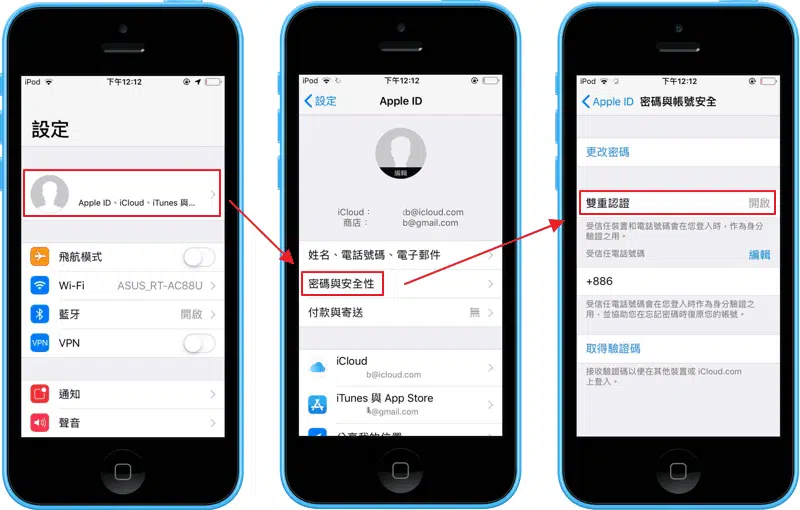 iPod 下午12:12
設定
Apple ID、iCloud、iTunes 與...
飛航模式
Wi-Fi ASUS_RT-AC88U
藍牙 開啟
VPN VPN
通知
聲音
iPod 下午12:12
設定 Apple ID
編輯
iCloud： b@icloud.com
商店： b@gmail.com
姓名、電話號碼、電子郵件
密碼與安全性
付款與寄送 無
iCloud
b@icloud.com
iTunes 與 App Store
@gmail.com
分享我的位置
iPod 下午12:12
Apple ID 密碼與帳號安全
更改密碼
雙重認證 開啟
受信任裝置和電話號碼會在您登入時，作為身分
驗證之用。
受信任電話號碼 編輯
+886
受信任電話號碼會在您登入時作為身分驗證之
用，並協助您在忘記密碼時復原您的帳號。
取得驗證碼
接收驗證碼以便在其他裝置或 iCloud.com
上登入。